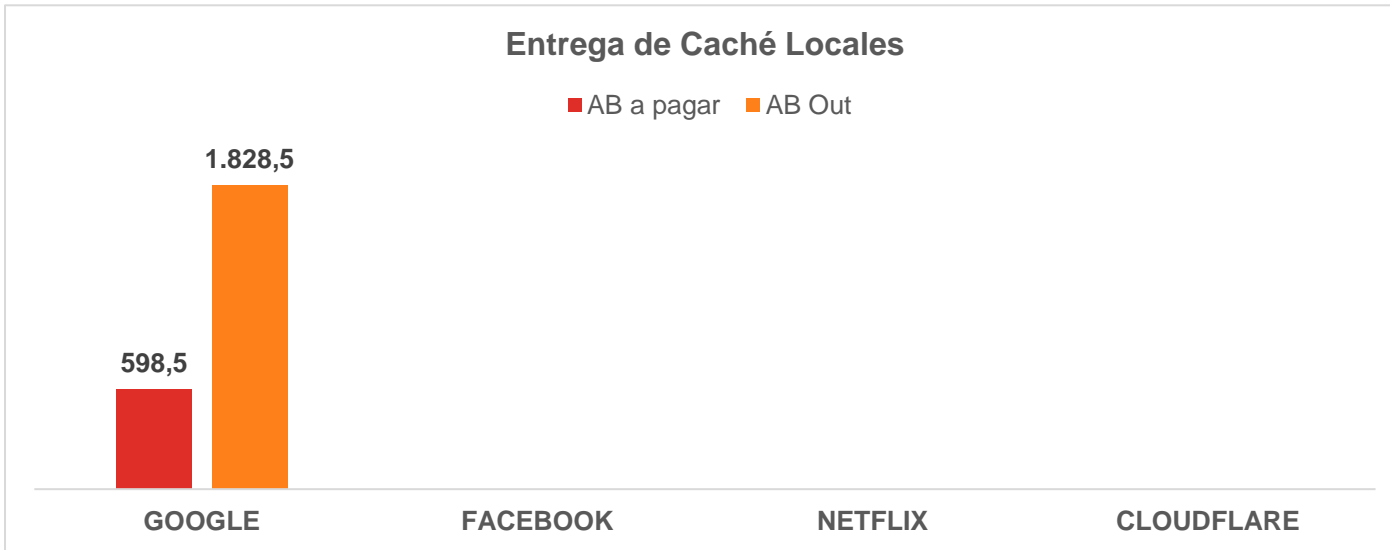 Entrega de Caché Locales
AB a pagar AB Out
1.828,5
598,5
GOOGLE FACEBOOK NETFLIX CLOUDFLARE